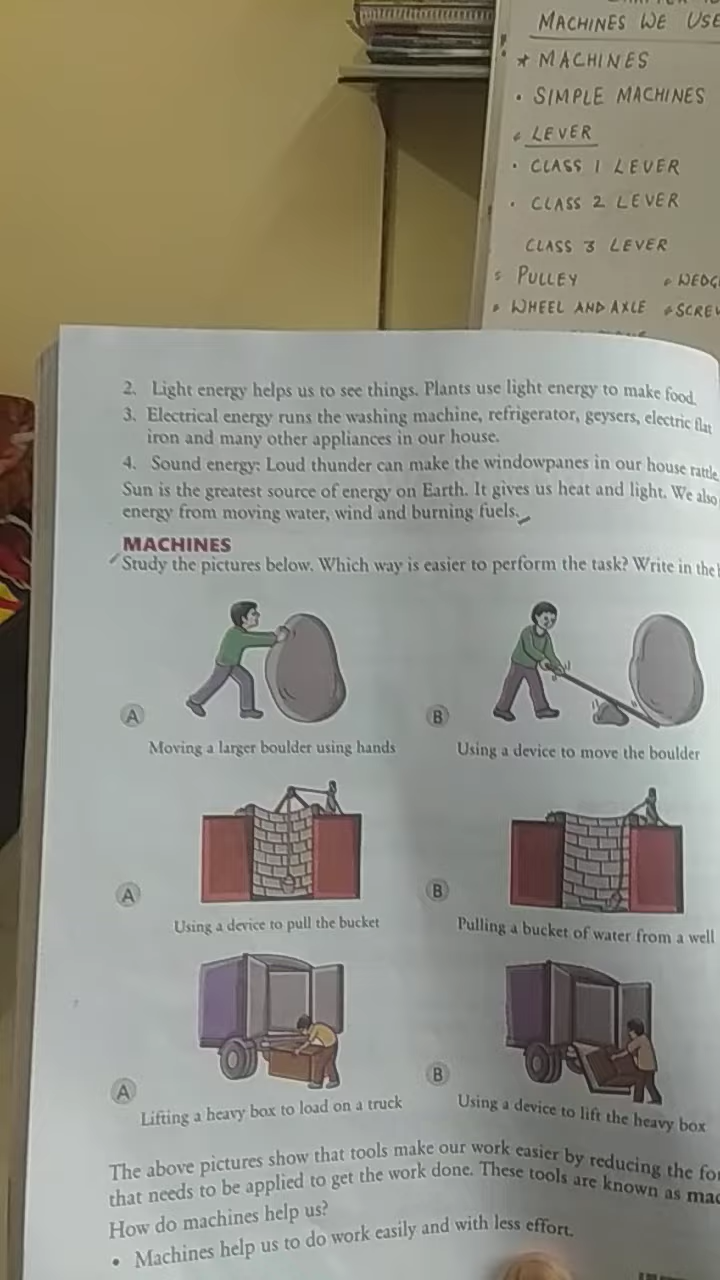 MACHINES WE USE
* MACHINES
• SIMPLE MACHINES
• LEVER
• CLASS 1 LEVER
• CLASS 2 LEVER
CLASS 3 LEVER
• PULLEY
• WHEEL AND AXLE
2. Light energy helps us to see things. Plants use light energy to make food.
3. Electrical energy runs the washing machine, refrigerator, geysers, electric flat
iron and many other appliances in our house.
4. Sound energy: Loud thunder can make the windowpanes in our house rattle
Sun is the greatest source of energy on Earth. It gives us heat and light. We also
energy from moving water, wind and burning fuels.
MACHINES
Study the pictures below. Which way is easier to perform the task? Write in the
A
Moving a larger boulder using hands
B
Using a device to move the boulder
A
Using a device to pull the bucket
B
Pulling a bucket of water from a well
A
Lifting a heavy box to load on a truck
B
Using a device to lift the heavy box
The above pictures show that tools make our work easier by reducing the
that needs to be applied to get the work done. These tools are known as
How do machines help us?
• Machines help us to do work easily and with less effort.